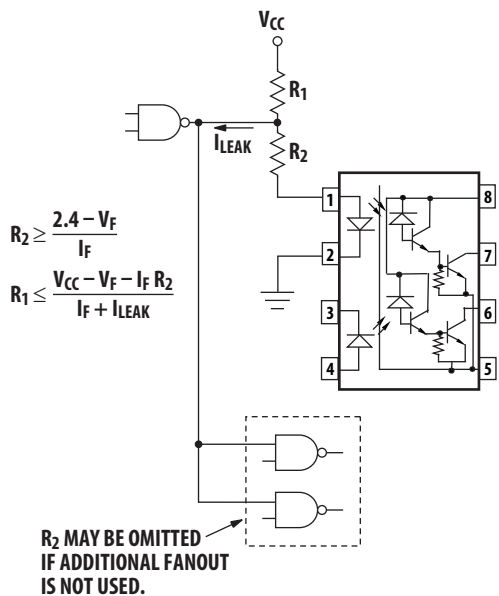 VCC
R1
ILEAK
R2
R2 ≥ (2.4 – VF) / IF
R1 ≤ (VCC – VF – IF R2) / (IF + ILEAK)
1
2
3
4
8
7
6
5
R2 MAY BE OMITTED
IF ADDITIONAL FANOUT
IS NOT USED.